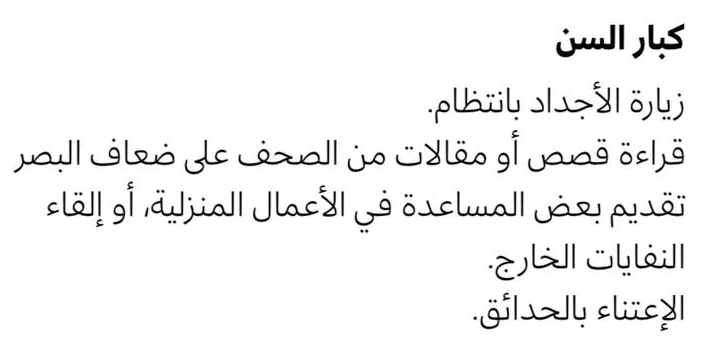 كبار السن
زيارة الأجداد بانتظام.
قراءة قصص أو مقالات من الصحف على ضعاف البصر
تقديم بعض المساعدة في الأعمال المنزلية، أو إلقاء
النفايات الخارج.
الإعتناء بالحدائق.